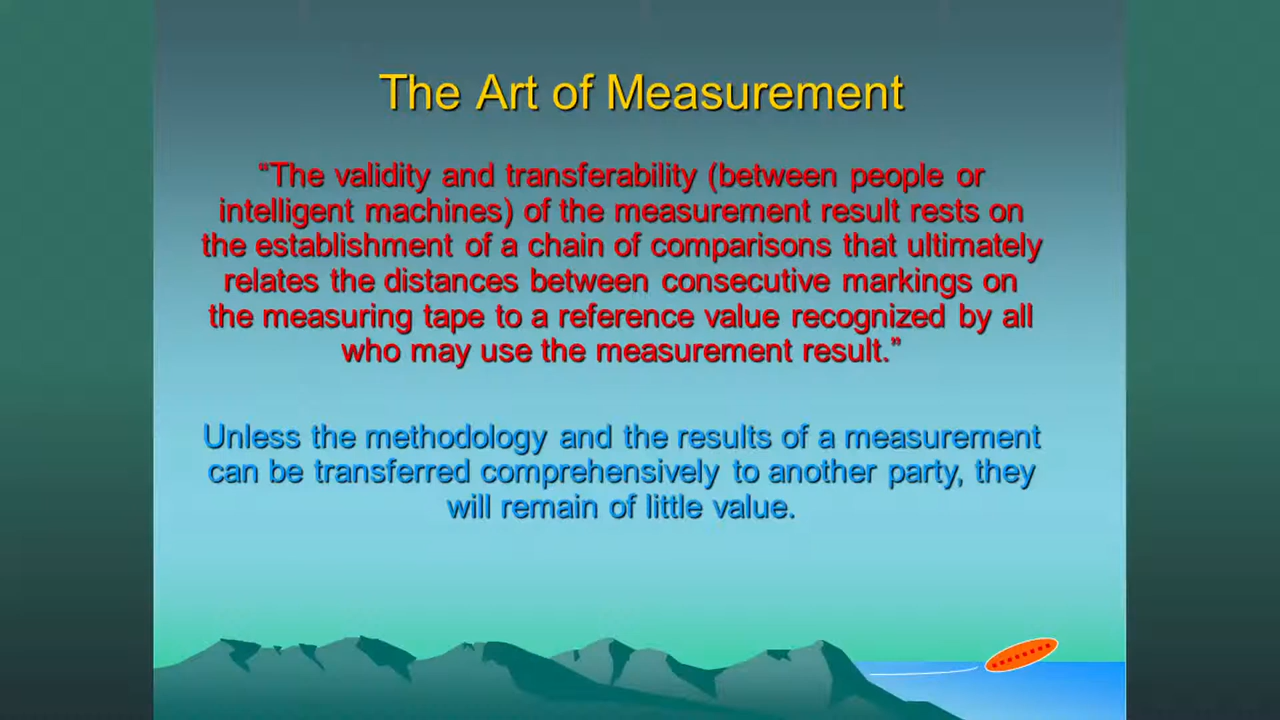 The Art of Measurement
"The validity and transferability (between people or
intelligent machines) of the measurement result rests on
the establishment of a chain of comparisons that ultimately
relates the distances between consecutive markings on
the measuring tape to a reference value recognized by all
who may use the measurement result."
Unless the methodology and the results of a measurement
can be transferred comprehensively to another party, they
will remain of little value.